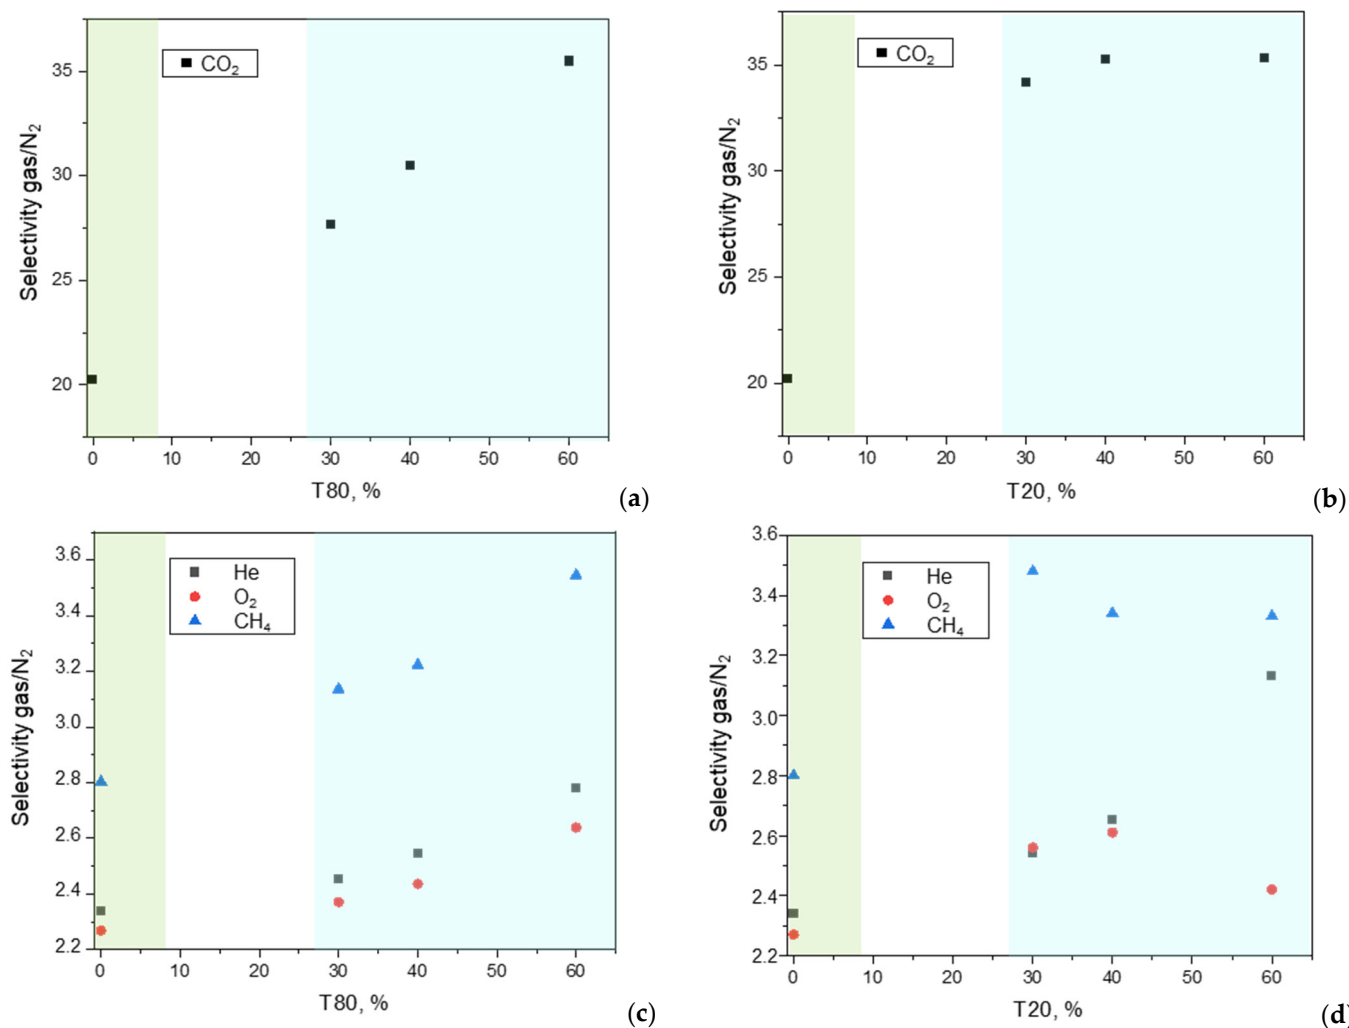 CO2
35
30
25
20
Selectivity gas/N2
0 10 20 30 40 50 60
T80, %
(a)
CO2
35
30
25
20
Selectivity gas/N2
0 10 20 30 40 50 60
T20, %
(b)
He
O2
CH4
3.6
3.4
3.2
3.0
2.8
2.6
2.4
2.2
Selectivity gas/N2
0 10 20 30 40 50 60
T80, %
(c)
He
O2
CH4
3.6
3.4
3.2
3.0
2.8
2.6
2.4
2.2
Selectivity gas/N2
0 10 20 30 40 50 60
T20, %
(d)